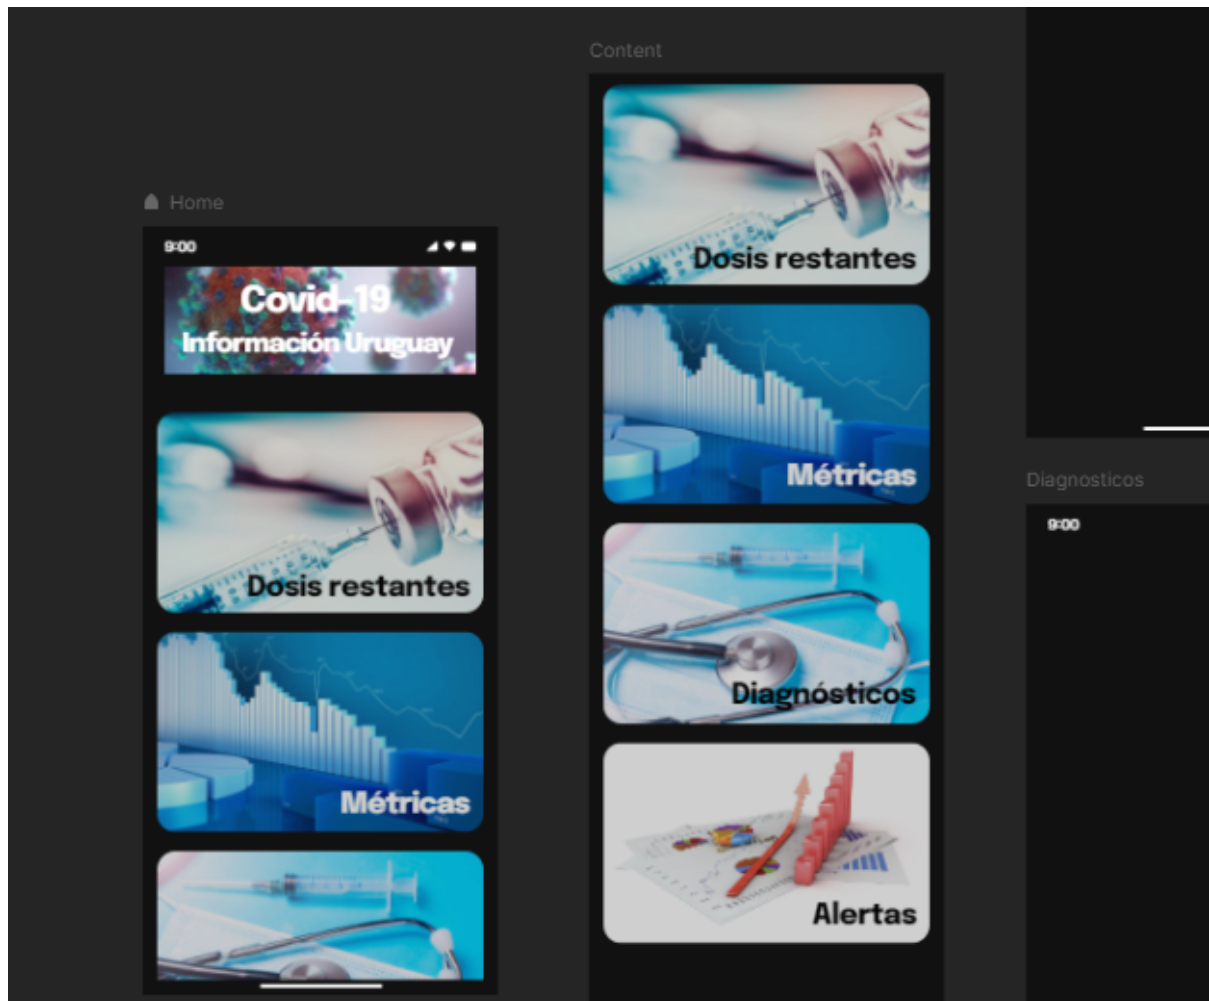 Content
Home
9:00
Covid-19
Información Uruguay
Dosis restantes
Métricas
Dosis restantes
Métricas
Diagnósticos
Alertas
Diagnosticos
9:00